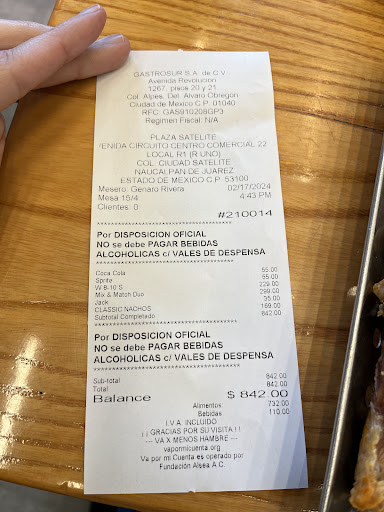 GASTROSUR S.A. de C.V.
Avenida Revolucion
1267, pisos 20 y 21
Col. Alpes, Del. Alvaro Obregon
Ciudad de Mexico C.P. 01040
RFC: GAS910208GP3
Regimen Fiscal: N/A
PLAZA SATELITE
VENIDA CIRCUITO CENTRO COMERCIAL 22
LOCAL R1 (R UNO)
COL. CIUDAD SATELITE
NAUCALPAN DE JUAREZ
ESTADO DE MEXICO C.P. 53100
Mesero: Genaro Rivera 02/17/2024
Mesa 15/4 4:43 PM
Clientes: 0
#210014
**********************************
Por DISPOSICION OFICIAL
NO se debe PAGAR BEBIDAS
ALCOHOLICAS c/ VALES DE DESPENSA
**********************************
Coca Cola 55.00
Sprite 55.00
W B-10 S 229.00
Mix & Match Duo 299.00
Jack 35.00
CLASSIC NACHOS 169.00
Subtotal Completado 842.00
**********************************
Por DISPOSICION OFICIAL
NO se debe PAGAR BEBIDAS
ALCOHOLICAS c/ VALES DE DESPENSA
**********************************
Sub-total 842.00
Total 842.00
Balance $ 842.00
Alimentos 732.00
Bebidas 110.00
I.V.A. INCLUIDO
¡¡GRACIAS POR SU VISITA!!
--- VA X MENOS HAMBRE ---
vapormicuenta.org
Va por mi Cuenta es operado por
Fundación Alsea A.C.